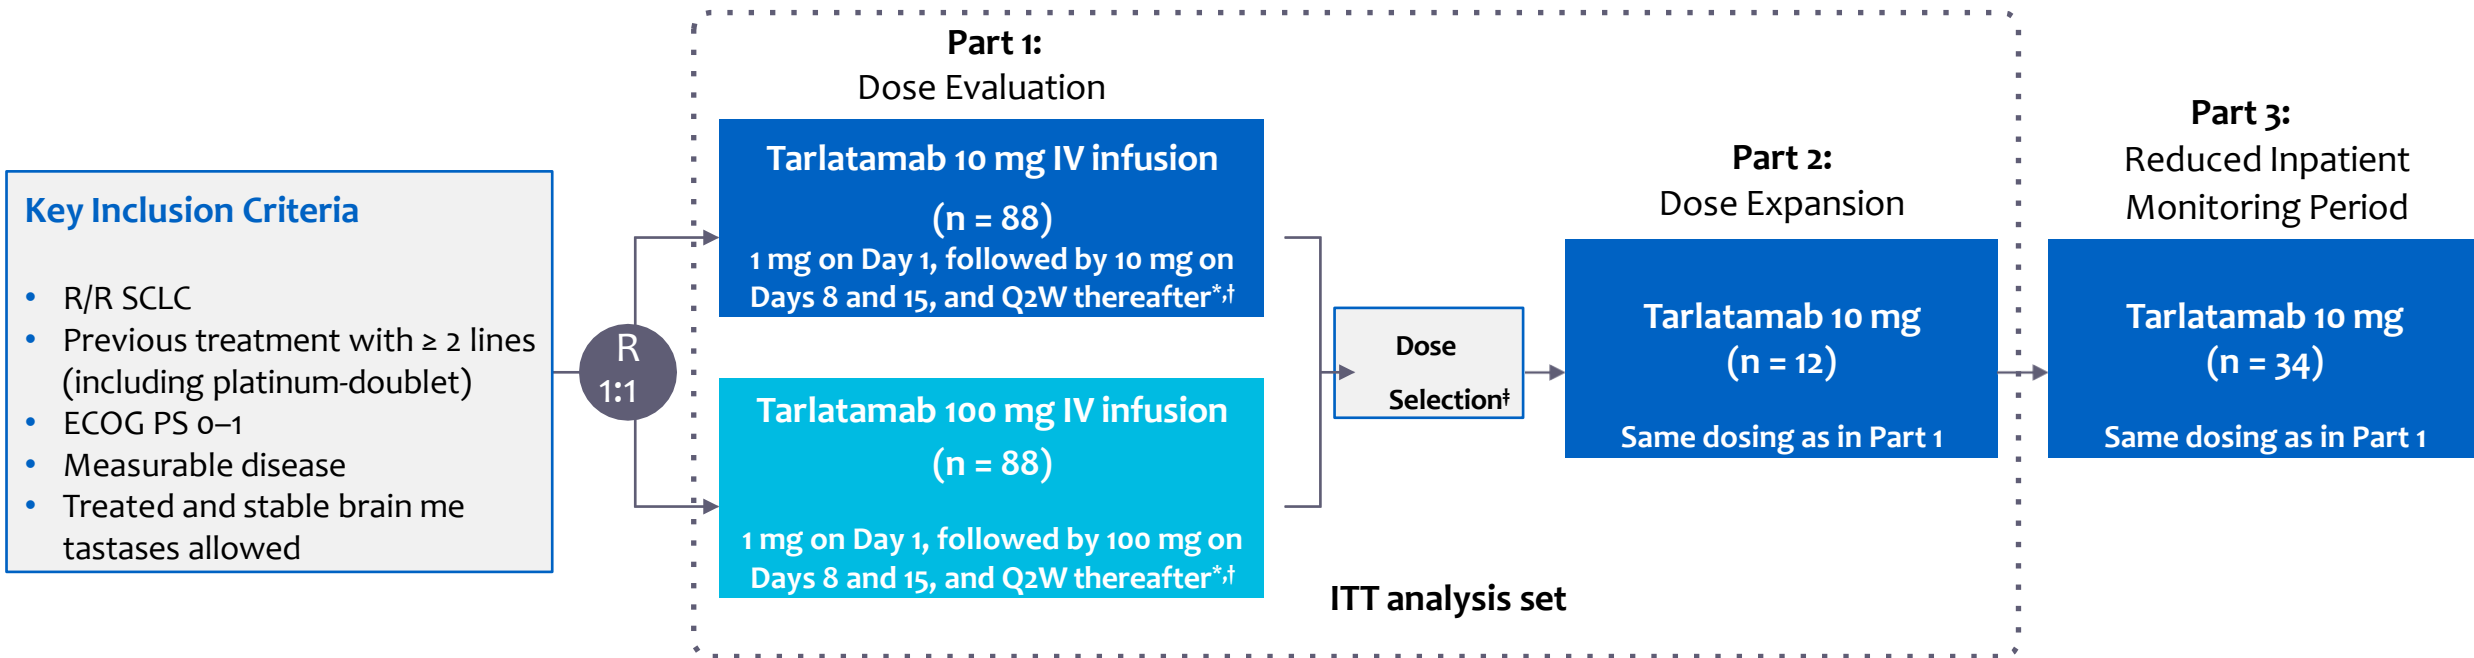 Key Inclusion Criteria
• R/R SCLC
• Previous treatment with ≥ 2 lines
(including platinum-doublet)
• ECOG PS 0–1
• Measurable disease
• Treated and stable brain me
tastases allowed
R
1:1
Part 1:
Dose Evaluation
Tarlatamab 10 mg IV infusion
(n = 88)
1 mg on Day 1, followed by 10 mg on
Days 8 and 15, and Q2W thereafter*,†
Tarlatamab 100 mg IV infusion
(n = 88)
1 mg on Day 1, followed by 100 mg on
Days 8 and 15, and Q2W thereafter*,†
Dose
Selection‡
Part 2:
Dose Expansion
Tarlatamab 10 mg
(n = 12)
Same dosing as in Part 1
ITT analysis set
Part 3:
Reduced Inpatient
Monitoring Period
Tarlatamab 10 mg
(n = 34)
Same dosing as in Part 1